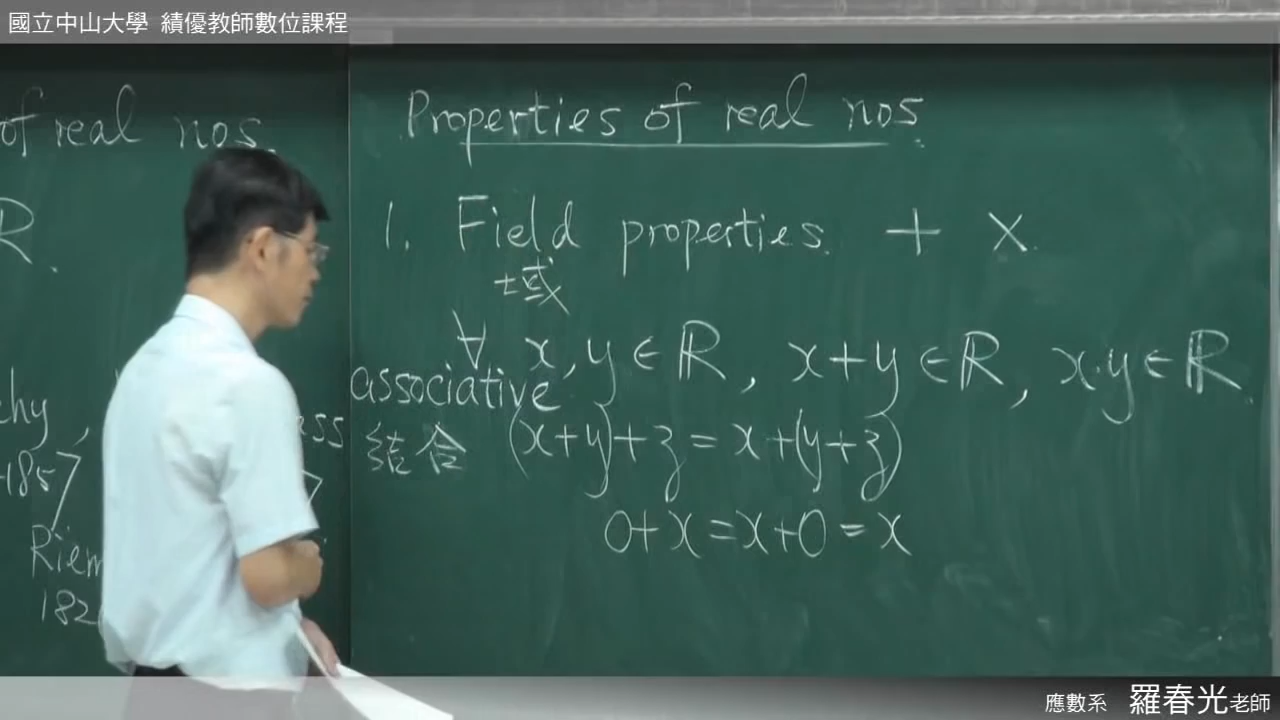 國立中山大學 績優教師數位課程
of real nos.
R.
-1857
182
Properties of real nos.
1. Field properties. + ×.
域
∀ x, y ∈ ℝ, x+y ∈ ℝ, x·y ∈ ℝ.
associative
結合 (x+y)+z = x+(y+z)
0+x = x+0 = x
應數系 羅春光老師